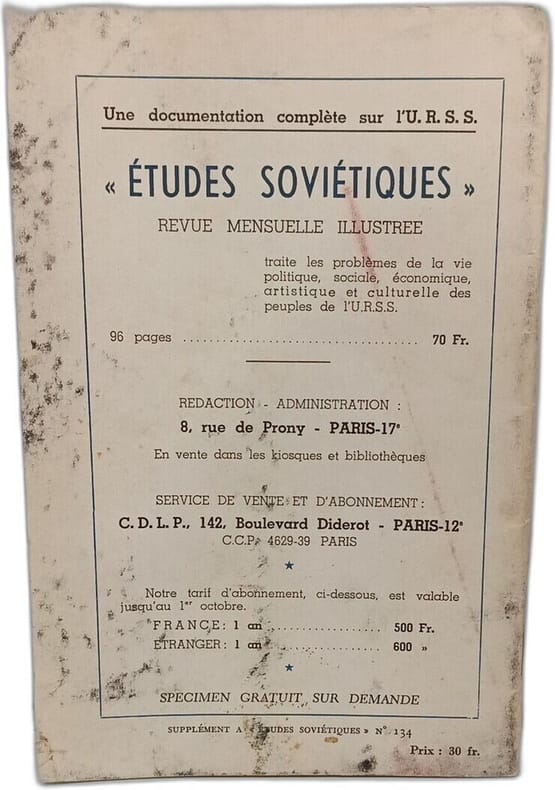 Une documentation complète sur l'U. R. S. S.
« ÉTUDES SOVIÉTIQUES »
REVUE MENSUELLE ILLUSTREE
traite les problèmes de la vie
politique, sociale, économique,
artistique et culturelle des
peuples de l'U.R.S.S.
96 pages .................................... 70 Fr.
REDACTION - ADMINISTRATION :
8, rue de Prony - PARIS-17e
En vente dans les kiosques et bibliothèques
SERVICE DE VENTE ET D'ABONNEMENT :
C. D. L. P., 142, Boulevard Diderot - PARIS-12e
C.C.P. 4629-39 PARIS
★
Notre tarif d'abonnement, ci-dessous, est valable
jusqu'au 1er octobre.
FRANCE : 1 an ................. 500 Fr.
ETRANGER : 1 an ................. 600 »
★
SPECIMEN GRATUIT SUR DEMANDE
SUPPLÉMENT A « ÉTUDES SOVIÉTIQUES » N° 134
Prix : 30 fr.